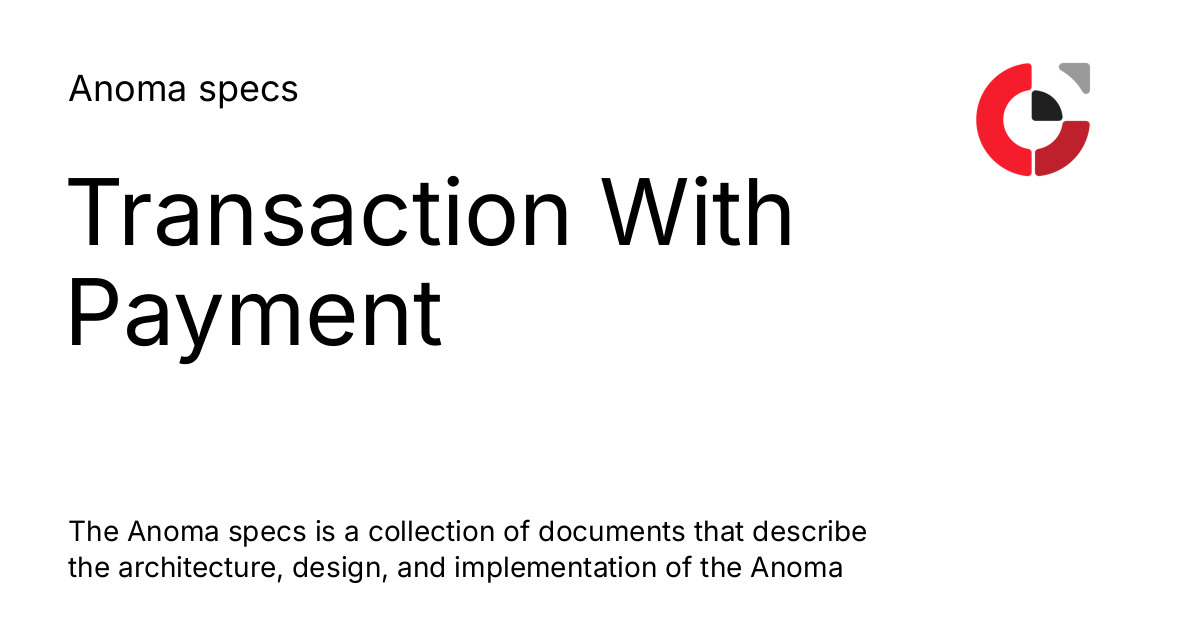 Anoma specs
Transaction With
Payment
The Anoma specs is a collection of documents that describe
the architecture, design, and implementation of the Anoma